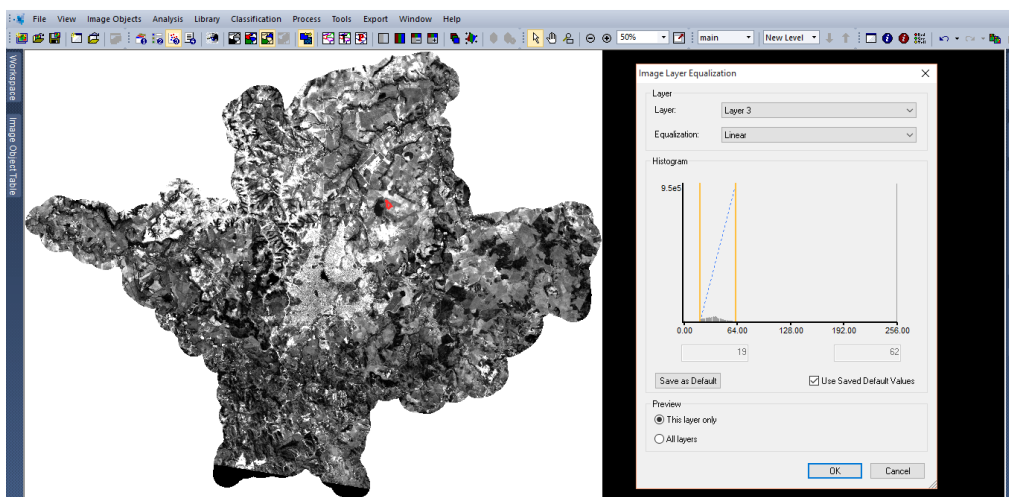 File View Image Objects Analysis Library Classification Process Tools Export Window Help
50% main New Level
Workspace
Image Object Table
Image Layer Equalization
Layer
Layer: Layer 3
Equalization: Linear
Histogram
9.5e5
0.00 64.00 128.00 192.00 256.00
19 62
Save as Default Use Saved Default Values
Preview
This layer only
All layers
OK Cancel